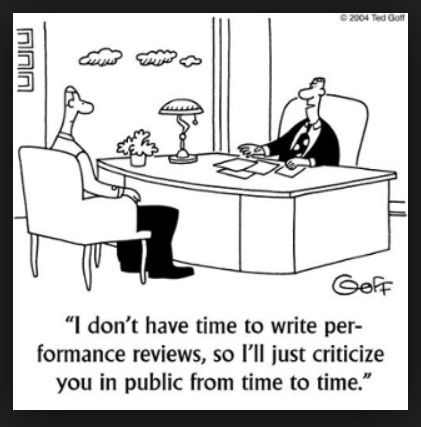 © 2004 Ted Goff
GOFF
“I don’t have time to write per-
formance reviews, so I’ll just criticize
you in public from time to time.”